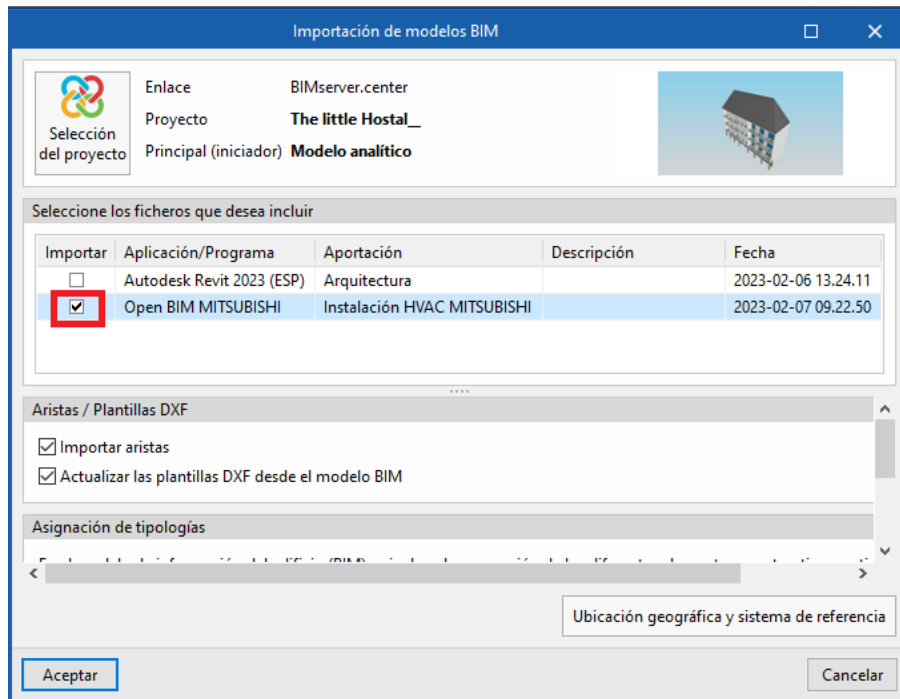 Importación de modelos BIM
Selección del proyecto
Enlace BIMserver.center
Proyecto The little Hostal__
Principal (iniciador) Modelo analítico
Seleccione los ficheros que desea incluir
Importar Aplicación/Programa Aportación Descripción Fecha
Autodesk Revit 2023 (ESP) Arquitectura 2023-02-06 13.24.11
Open BIM MITSUBISHI Instalación HVAC MITSUBISHI 2023-02-07 09.22.50
Aristas / Plantillas DXF
Importar aristas
Actualizar las plantillas DXF desde el modelo BIM
Asignación de tipologías
Ubicación geográfica y sistema de referencia
Aceptar Cancelar